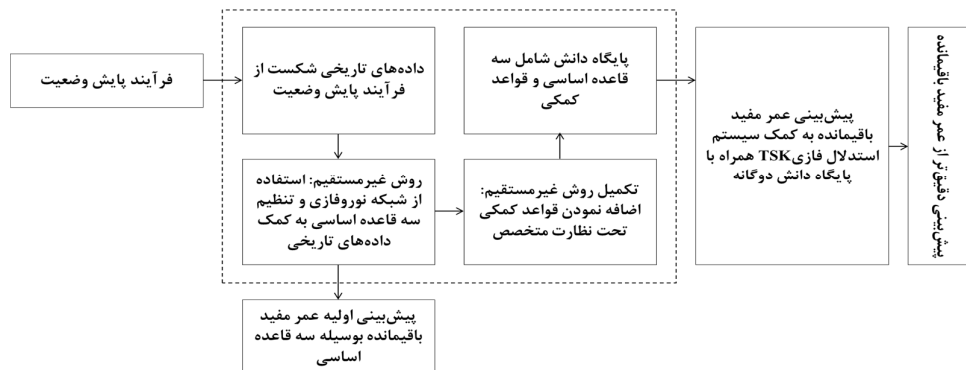 فرآیند پایش وضعیت
داده‌های تاریخی شکست از
فرآیند پایش وضعیت
روش غیرمستقیم: استفاده
از شبکه نوروفازی و تنظیم
سه قاعده اساسی به کمک
داده‌های تاریخی
پیش‌بینی اولیه عمر مفید
باقیمانده بوسیله سه قاعده
اساسی
تکمیل روش غیرمستقیم:
اضافه نمودن قواعد کمکی
تحت نظارت متخصص
پایگاه دانش شامل سه
قاعده اساسی و قواعد
کمکی
پیش‌بینی عمر مفید
باقیمانده به کمک سیستم
استدلال فازیTSK همراه با
پایگاه دانش دوگانه
پیش‌بینی دقیق‌تر از عمر مفید باقیمانده